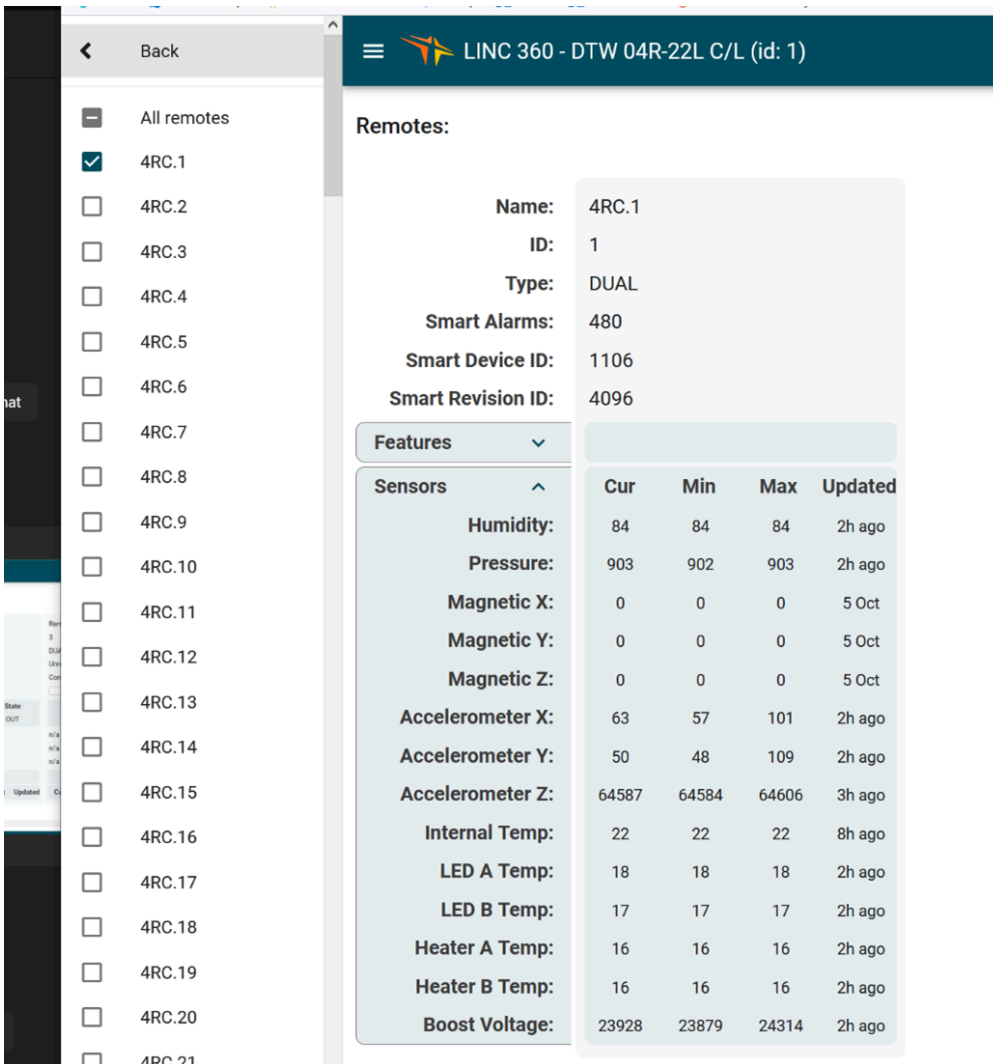 Back
LINC 360 - DTW 04R-22L C/L (id: 1)
All remotes
4RC.1
4RC.2
4RC.3
4RC.4
4RC.5
4RC.6
4RC.7
4RC.8
4RC.9
4RC.10
4RC.11
4RC.12
4RC.13
4RC.14
4RC.15
4RC.16
4RC.17
4RC.18
4RC.19
4RC.20
4RC.21
State
OUT
n/a
n/a
n/a
Updated
Remotes:
Name: 4RC.1
ID: 1
Type: DUAL
Smart Alarms: 480
Smart Device ID: 1106
Smart Revision ID: 4096
Features
Sensors Cur Min Max Updated
Humidity: 84 84 84 2h ago
Pressure: 903 902 903 2h ago
Magnetic X: 0 0 0 5 Oct
Magnetic Y: 0 0 0 5 Oct
Magnetic Z: 0 0 0 5 Oct
Accelerometer X: 63 57 101 2h ago
Accelerometer Y: 50 48 109 2h ago
Accelerometer Z: 64587 64584 64606 3h ago
Internal Temp: 22 22 22 8h ago
LED A Temp: 18 18 18 2h ago
LED B Temp: 17 17 17 2h ago
Heater A Temp: 16 16 16 2h ago
Heater B Temp: 16 16 16 2h ago
Boost Voltage: 23928 23879 24314 2h ago